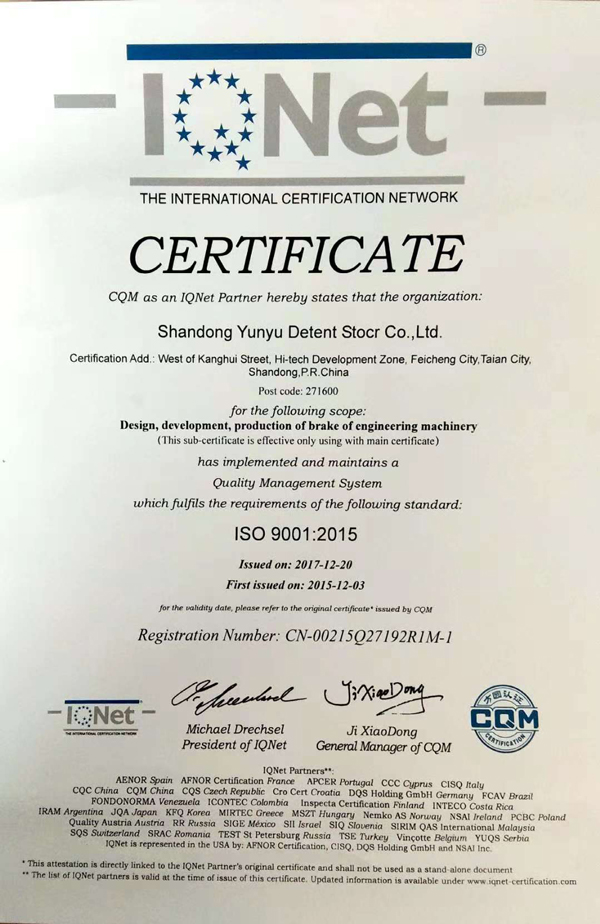 ®
IQNet
THE INTERNATIONAL CERTIFICATION NETWORK
CERTIFICATE
CQM as an IQNet Partner hereby states that the organization:
Shandong Yunyu Detent Stocr Co.,Ltd.
Certification Add.: West of Kanghui Street, Hi-tech Development Zone, Feicheng City,Taian City,
Shandong,P.R.China
Post code: 271600
for the following scope:
Design, development, production of brake of engineering machinery
(This sub-certificate is effective only using with main certificate)
has implemented and maintains a
Quality Management System
which fulfils the requirements of the following standard:
ISO 9001:2015
Issued on: 2017-12-20
First issued on: 2015-12-03
for the validity date, please refer to the original certificate* issued by CQM
Registration Number: CN-00215Q27192R1M-1
IQNet
THE INTERNATIONAL CERTIFICATION NETWORK
Ji XiaoDong
方圆认证
CQM
CERTIFICATION
Michael Drechsel
President of IQNet
Ji XiaoDong
General Manager of CQM
IQNet Partners**:
AENOR Spain AFNOR Certification France APCER Portugal CCC Cyprus CISQ Italy
CQC China CQM China CQS Czech Republic Cro Cert Croatia DQS Holding GmbH Germany FCAV Brazil
FONDONORMA Venezuela ICONTEC Colombia Inspecta Certification Finland INTECO Costa Rica
IRAM Argentina JQA Japan KFQ Korea MIRTEC Greece MSZT Hungary Nemko AS Norway NSAI Ireland PCBC Poland
Quality Austria Austria RR Russia SIGE México SII Israel SIQ Slovenia SIRIM QAS International Malaysia
SQS Switzerland SRAC Romania TEST St Petersburg Russia TSE Turkey Vinçotte Belgium YUQS Serbia
IQNet is represented in the USA by: AFNOR Certification, CISQ, DQS Holding GmbH and NSAI Inc.
* This attestation is directly linked to the IQNet Partner's original certificate and shall not be used as a stand-alone document
** The list of IQNet partners is valid at the time of issue of this certificate. Updated information is available under www.iqnet-certification.com